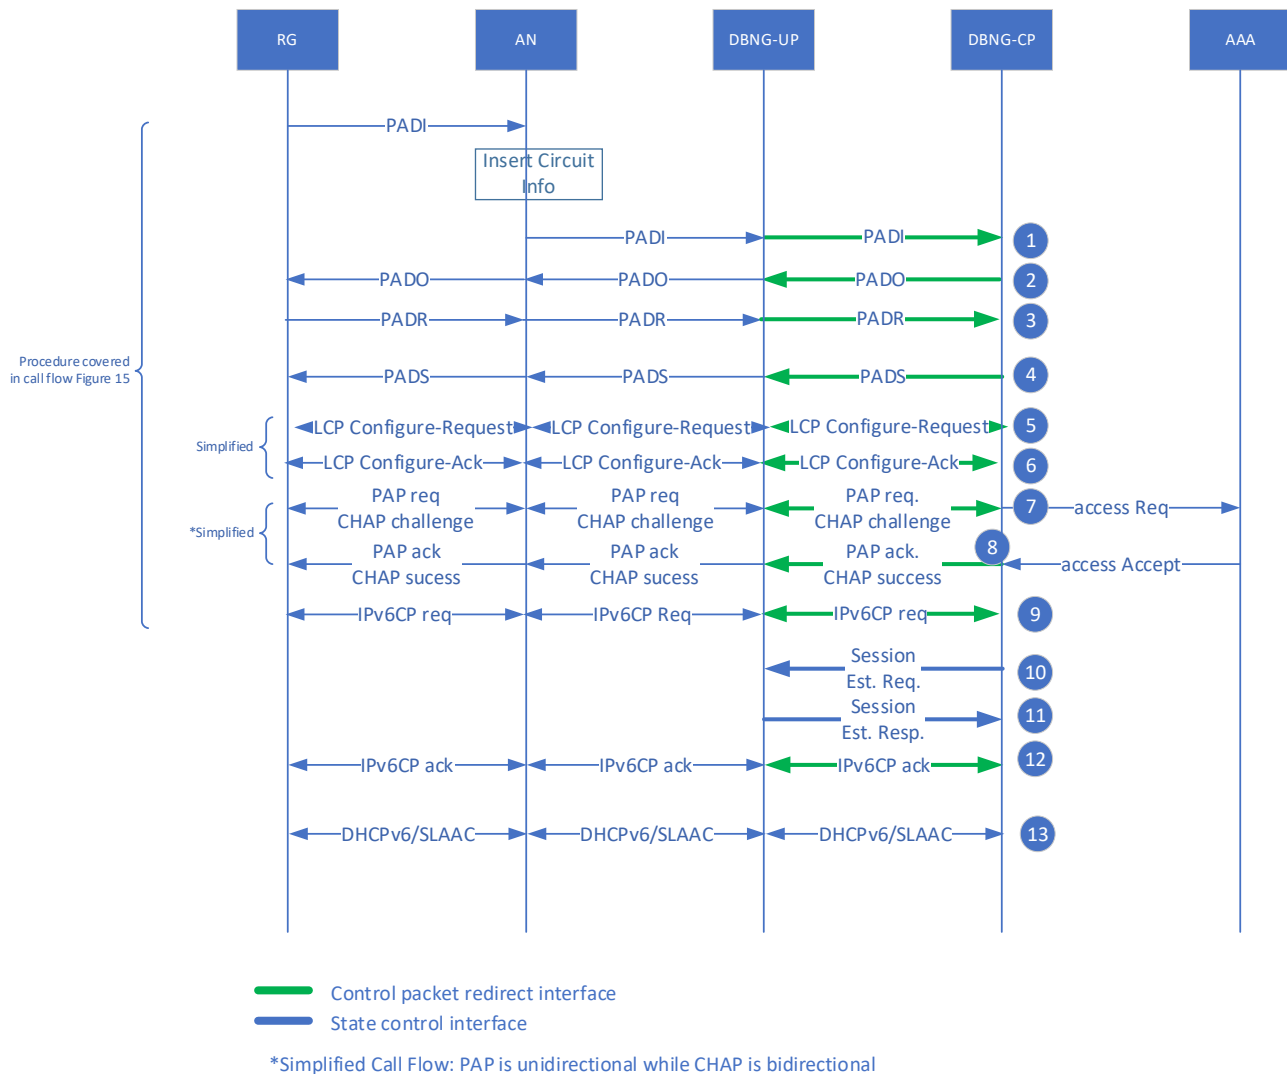 RG
AN
DBNG-UP
DBNG-CP
AAA
PADI
Insert Circuit
Info
PADI
PADI
1
PADO
PADO
PADO
2
PADR
PADR
PADR
3
Procedure covered
in call flow Figure 15
PADS
PADS
PADS
4
Simplified
LCP Configure-Request
LCP Configure-Request
LCP Configure-Request
5
LCP Configure-Ack
LCP Configure-Ack
LCP Configure-Ack
6
*Simplified
PAP req
CHAP challenge
PAP req
CHAP challenge
PAP req.
CHAP challenge
7
access Req
PAP ack
CHAP sucess
PAP ack
CHAP sucess
PAP ack.
CHAP success
8
access Accept
IPv6CP req
IPv6CP Req
IPv6CP req
9
Session
Est. Req.
10
Session
Est. Resp.
11
IPv6CP ack
IPv6CP ack
IPv6CP ack
12
DHCPv6/SLAAC
DHCPv6/SLAAC
DHCPv6/SLAAC
13
Control packet redirect interface
State control interface
*Simplified Call Flow: PAP is unidirectional while CHAP is bidirectional